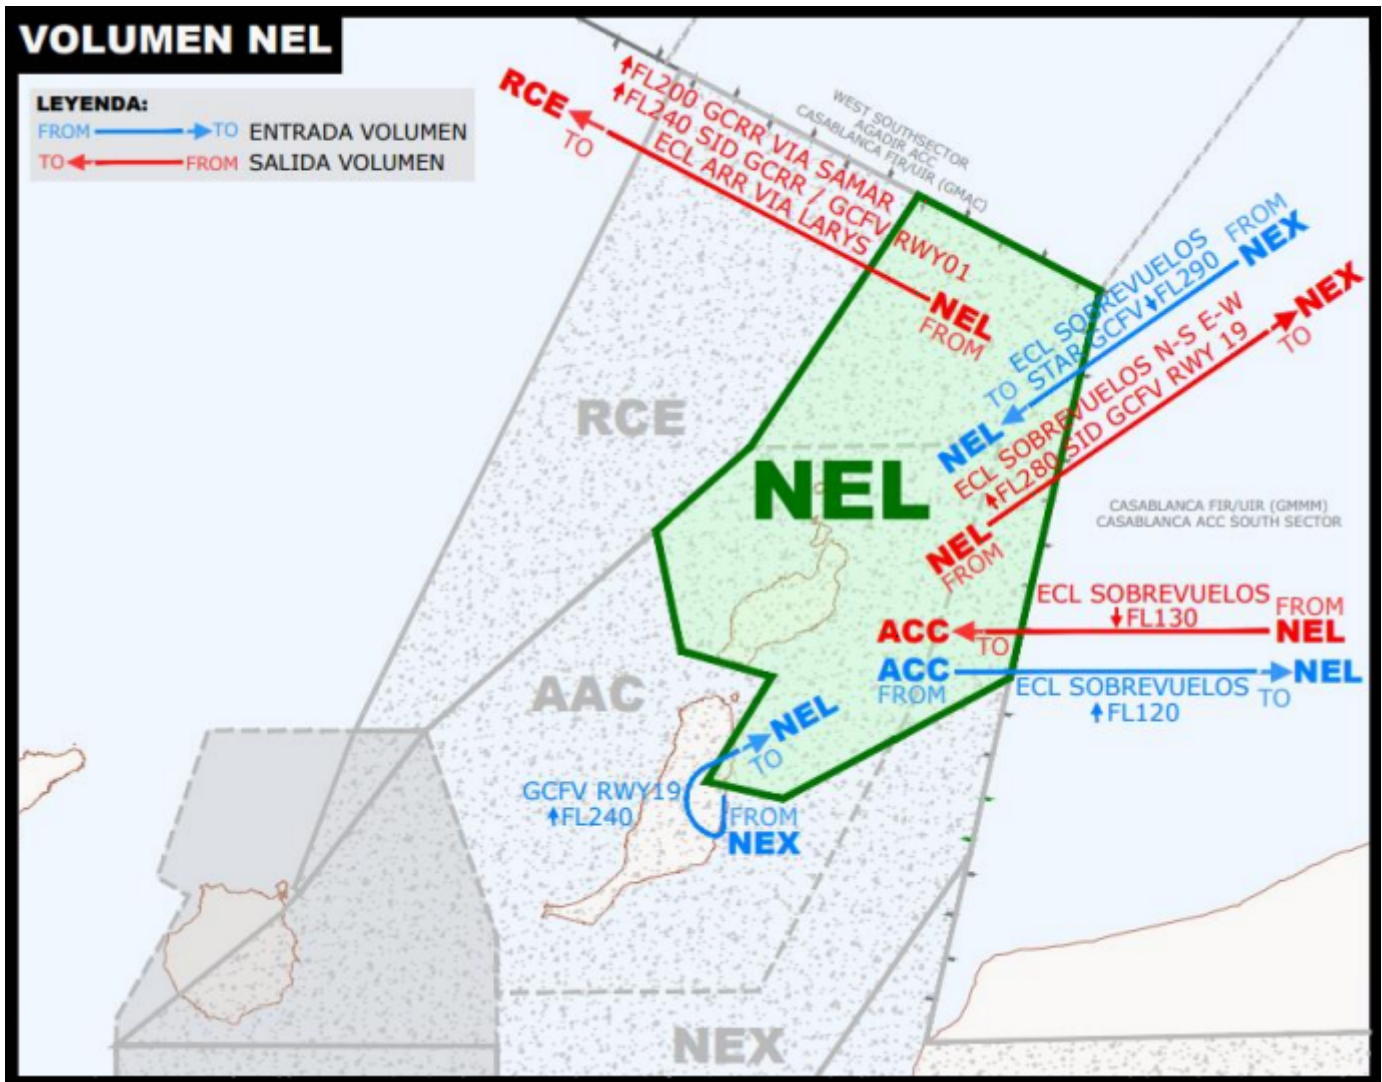 VOLUMEN NEL
LEYENDA:
FROM TO ENTRADA VOLUMEN
TO FROM SALIDA VOLUMEN
RCE
TO
↑FL200 GCRR VIA SAMAR
↑FL240 SID GCRR / GCFV RWY01
ECL ARR VIA LARYS
NEL
FROM
WEST SOUTHSECTOR
AGADIR ACC
CASABLANCA FIR/UIR (GMAC)
FROM
NEX
ECL SOBREVUELOS
STAR GCFV↓FL290
TO
NEL
NEX
TO
ECL SOBREVUELOS N-S E-W
↑FL280 SID GCFV RWY 19
NEL
FROM
RCE
NEL
CASABLANCA FIR/UIR (GMMM)
CASABLANCA ACC SOUTH SECTOR
ECL SOBREVUELOS
↓FL130
FROM
NEL
ACC
TO
ACC
FROM
ECL SOBREVUELOS
↑FL120
TO
NEL
AAC
NEL
TO
GCFV RWY19
↑FL240
FROM
NEX
NEX